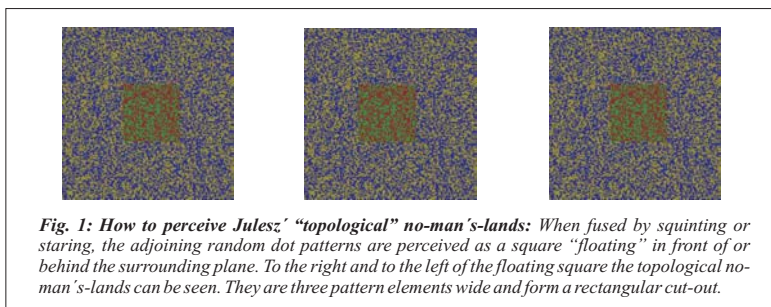 Fig. 1: How to perceive Julesz´ “topological” no-man´s-lands: When fused by squinting or
staring, the adjoining random dot patterns are perceived as a square “floating” in front of or
behind the surrounding plane. To the right and to the left of the floating square the topological no-
man´s-lands can be seen. They are three pattern elements wide and form a rectangular cut-out.